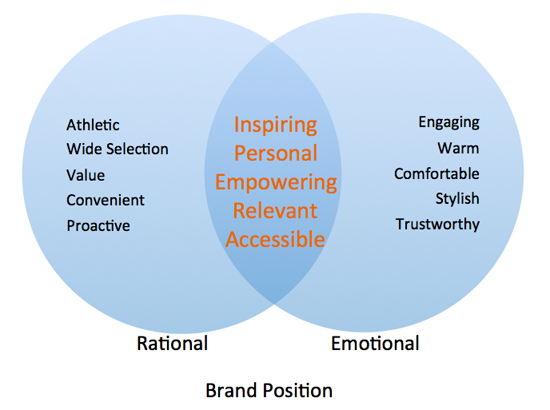 Athletic
Wide Selection
Value
Convenient
Proactive
Inspiring
Personal
Empowering
Relevant
Accessible
Engaging
Warm
Comfortable
Stylish
Trustworthy
Rational
Emotional
Brand Position